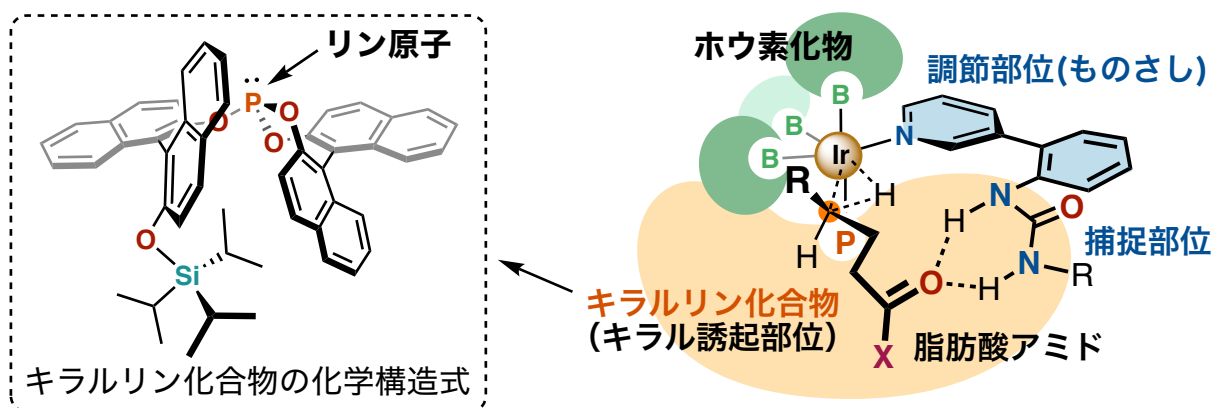 リン原子
P
O
O
O
O
Si
キラルリン化合物の化学構造式
ホウ素化物
B
B
B
Ir
N
調節部位(ものさし)
R
H
P
H
H
N
O
捕捉部位
N
H
R
O
X
キラルリン化合物
(キラル誘起部位)
脂肪酸アミド